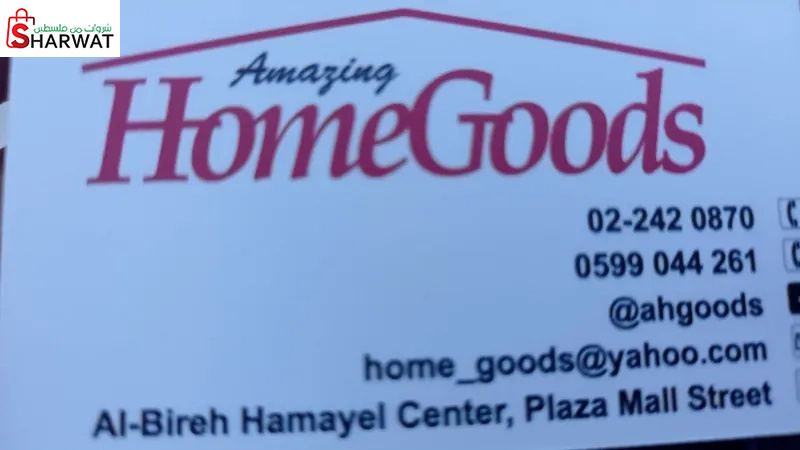 شروات من فلسطين
SHARWAT
Amazing
HomeGoods
02-242 0870
0599 044 261
@ahgoods
home_goods@yahoo.com
Al-Bireh Hamayel Center, Plaza Mall Street